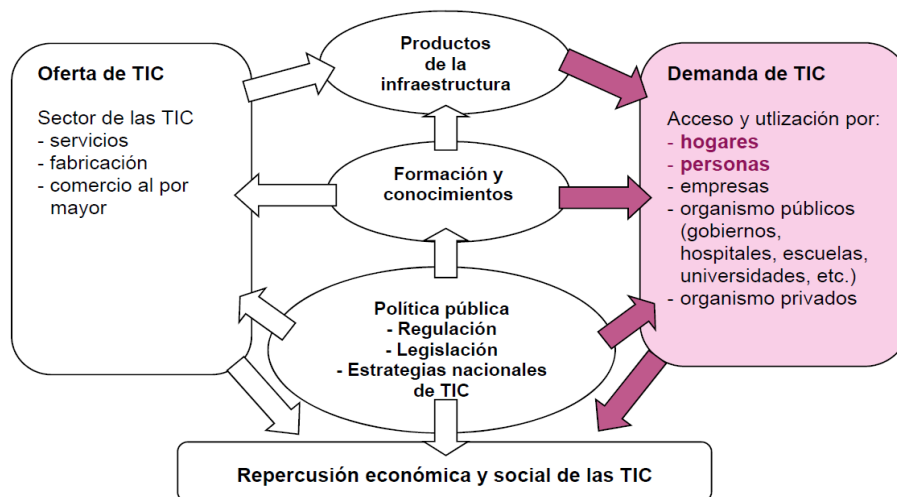 Oferta de TIC
Sector de las TIC
- servicios
- fabricación
- comercio al por
mayor
Productos
de la
infraestructura
Formación y
conocimientos
Política pública
- Regulación
- Legislación
- Estrategias nacionales
de TIC
Demanda de TIC
Acceso y utlización por:
- hogares
- personas
- empresas
- organismo públicos
(gobiernos,
hospitales, escuelas,
universidades, etc.)
- organismo privados
Repercusión económica y social de las TIC